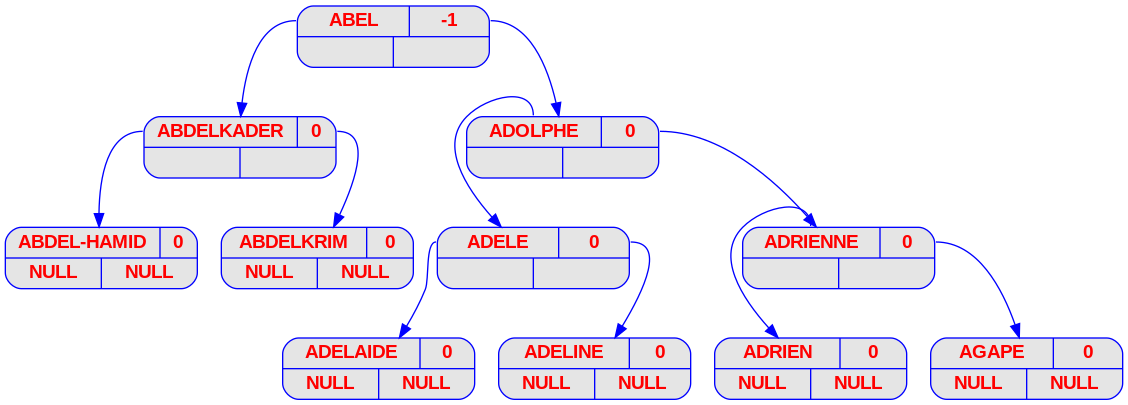 ABEL -1
ABDELKADER 0
ADOLPHE 0
ABDEL-HAMID 0
NULL NULL
ABDELKRIM 0
NULL NULL
ADELE 0
ADRIENNE 0
ADELAIDE 0
NULL NULL
ADELINE 0
NULL NULL
ADRIEN 0
NULL NULL
AGAPE 0
NULL NULL